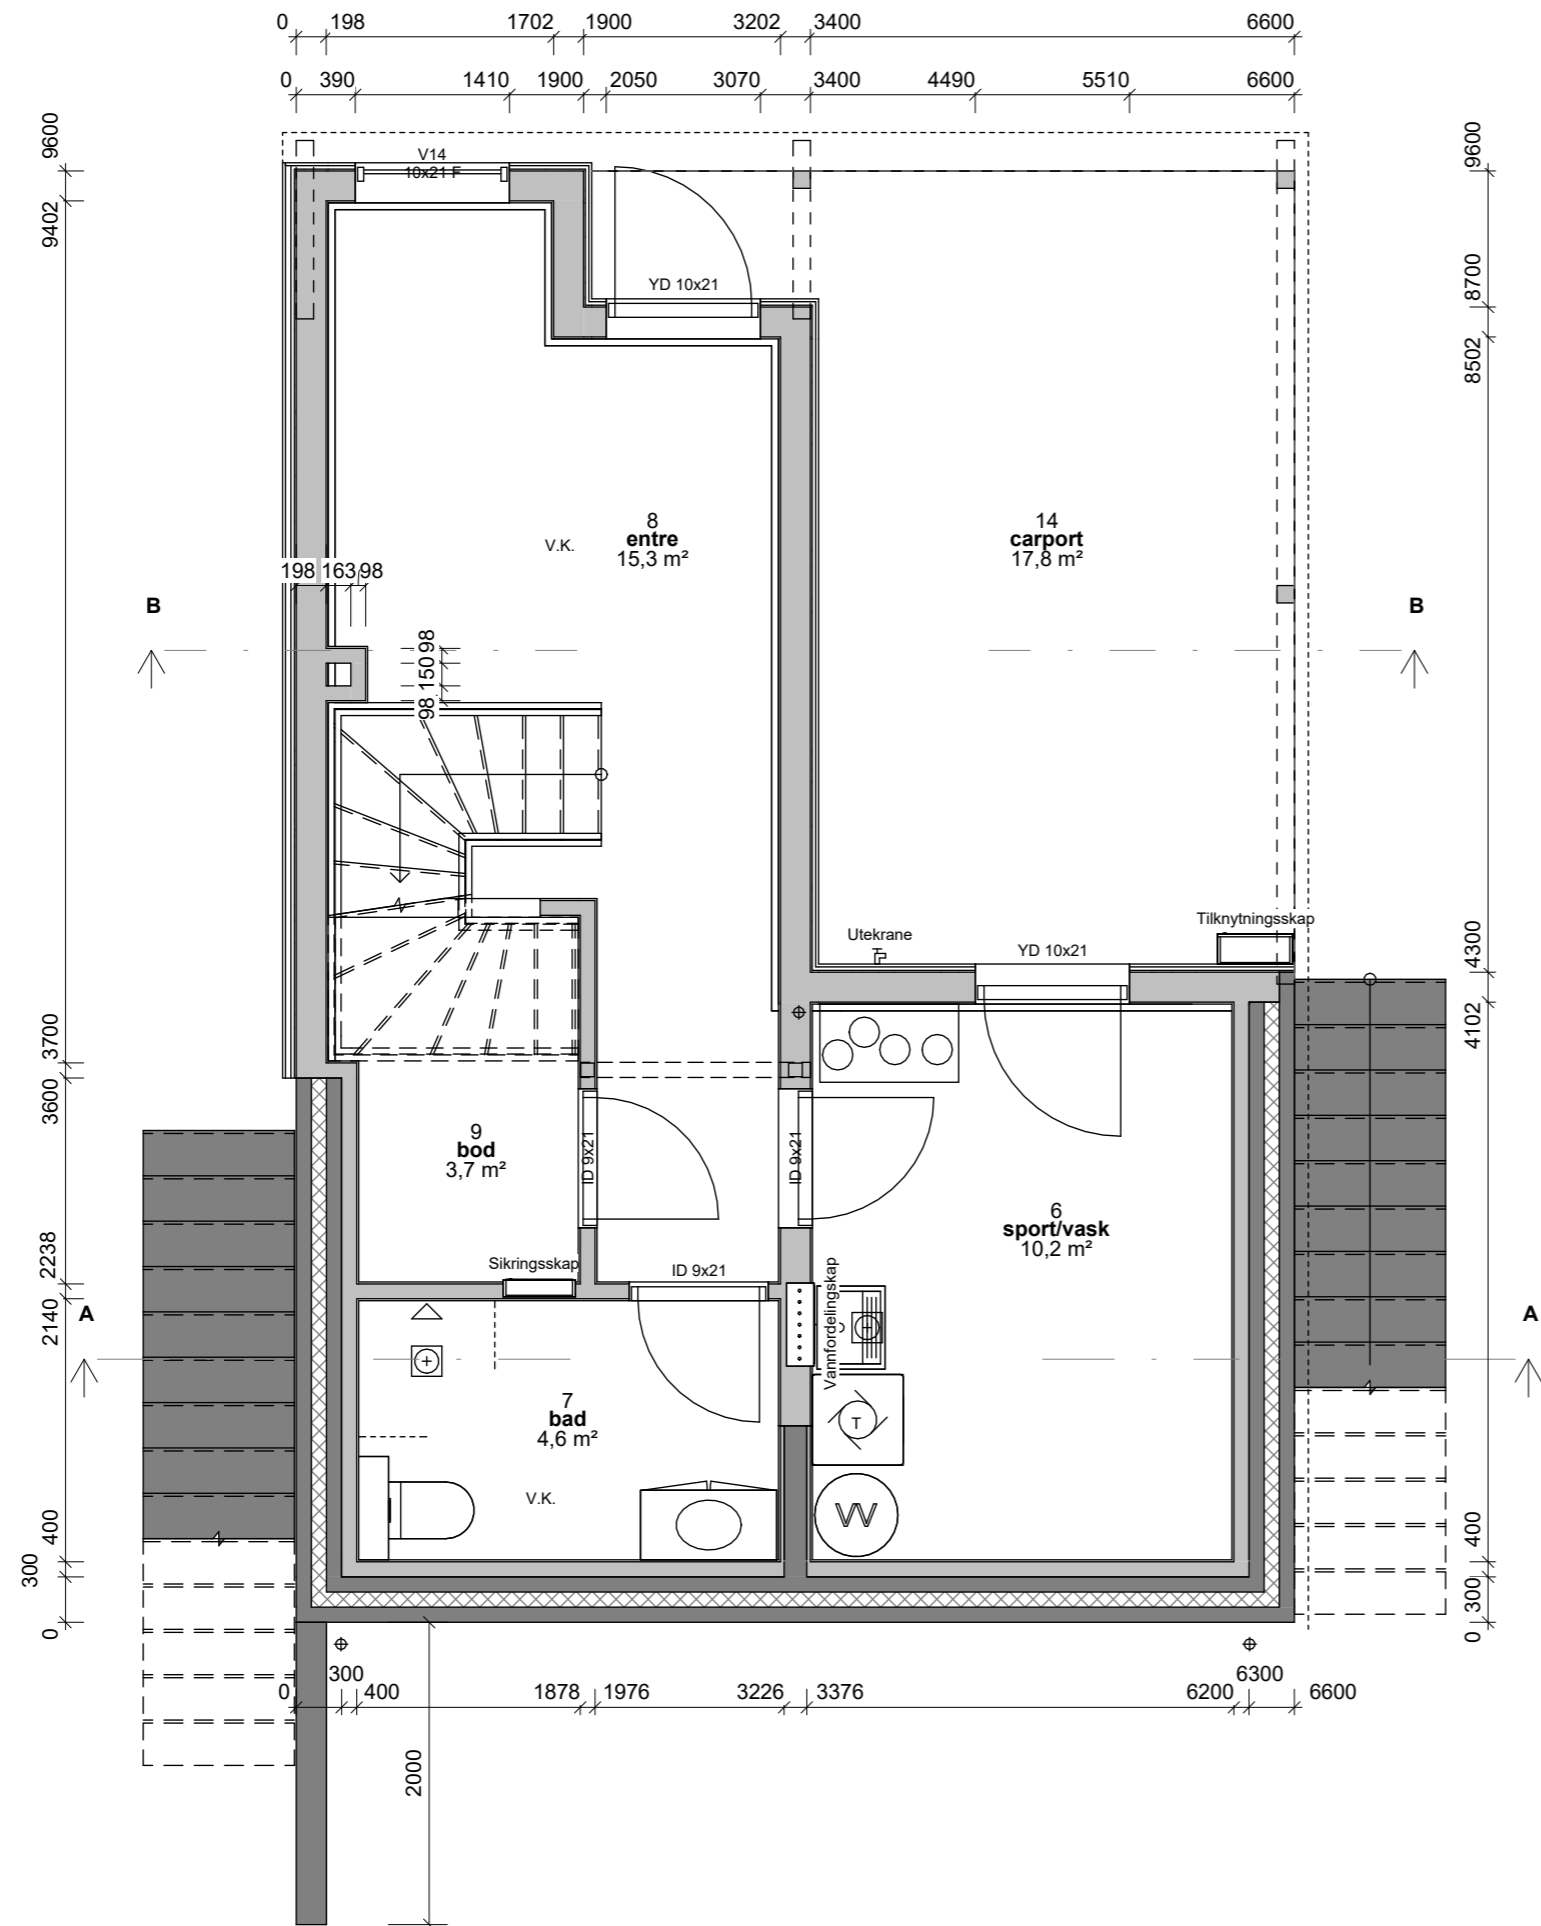 0 198 1702 1900 3202 3400 6600
0 390 1410 1900 2050 3070 3400 4490 5510 6600
9600
9402
9600
8700
8502
V14
10x21 F
YD 10x21
8
entre
15,3 m²
V.K.
14
carport
17,8 m²
198 163 98
B
B
98
150
98
Utekrane
YD 10x21
Tilknytningsskap
4300
4102
3700
3600
9
bod
3,7 m²
ID 9x21
ID 9x21
6
sport/vask
10,2 m²
2238
2140
Sikringsskap
ID 9x21
Vannfordelingskap
A
A
7
bad
4,6 m²
T
V.K.
VV
400
300
0
400
300
0
0 300 400 1878 1976 3226 3376 6200 6300 6600
2000